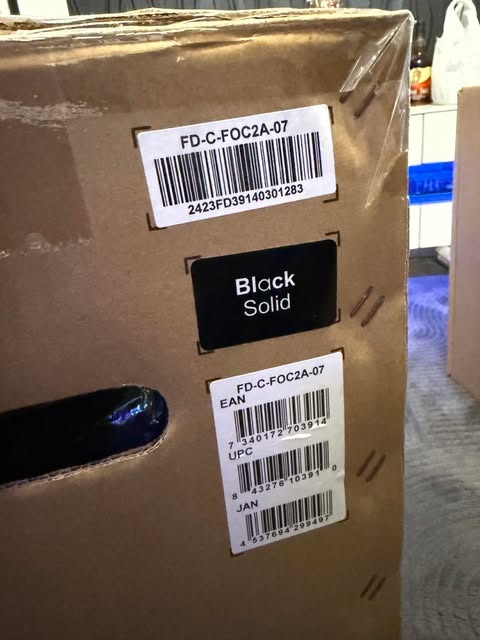 FD-C-FOC2A-07
2423FD39140301283
Black
Solid
FD-C-FOC2A-07
EAN
7 340172 703914
UPC
8 43276 10391 0
JAN
4 537694 299497